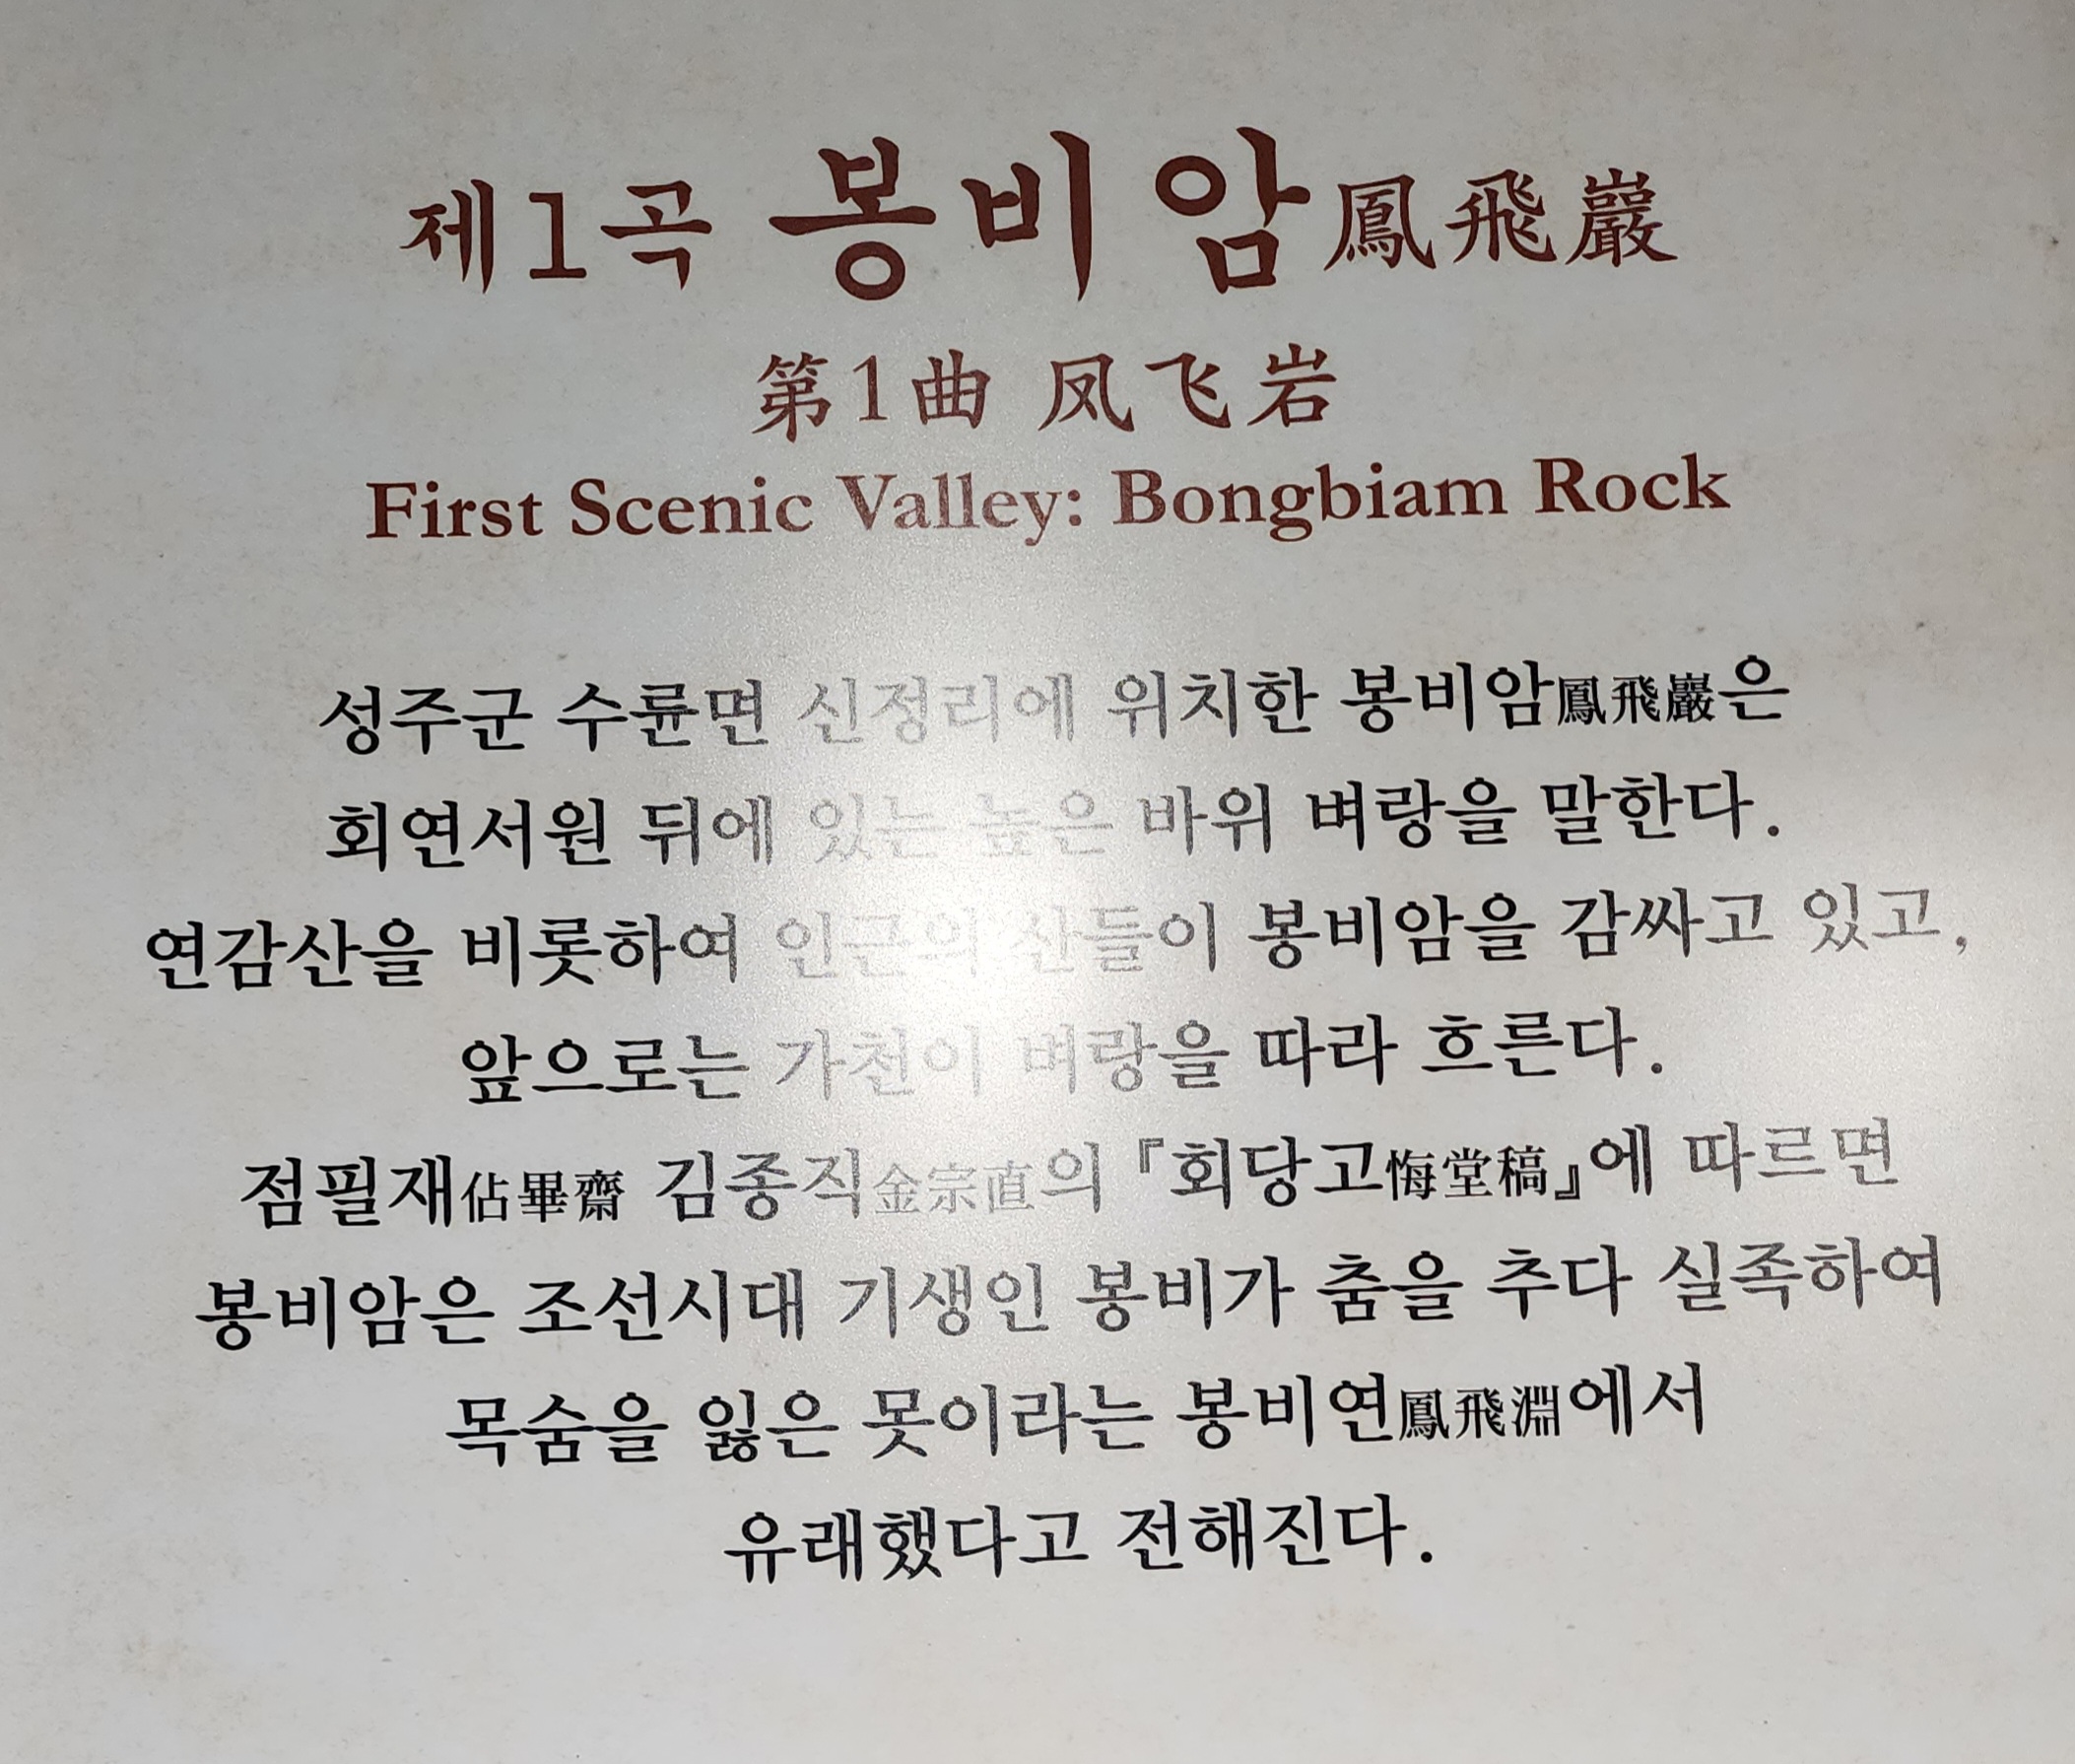 제1곡 봉비암鳳飛巖
第1曲 凤飞岩
First Scenic Valley: Bongbiam Rock
성주군 수륜면 신정리에 위치한 봉비암鳳飛巖은
회연서원 뒤에 있는 높은 바위 벼랑을 말한다.
연감산을 비롯하여 인근의 산들이 봉비암을 감싸고 있고,
앞으로는 가천이 벼랑을 따라 흐른다.
점필재佔畢齋 김종직金宗直의 『회당고悔堂稿』에 따르면
봉비암은 조선시대 기생인 봉비가 춤을 추다 실족하여
목숨을 잃은 못이라는 봉비연鳳飛淵에서
유래했다고 전해진다.